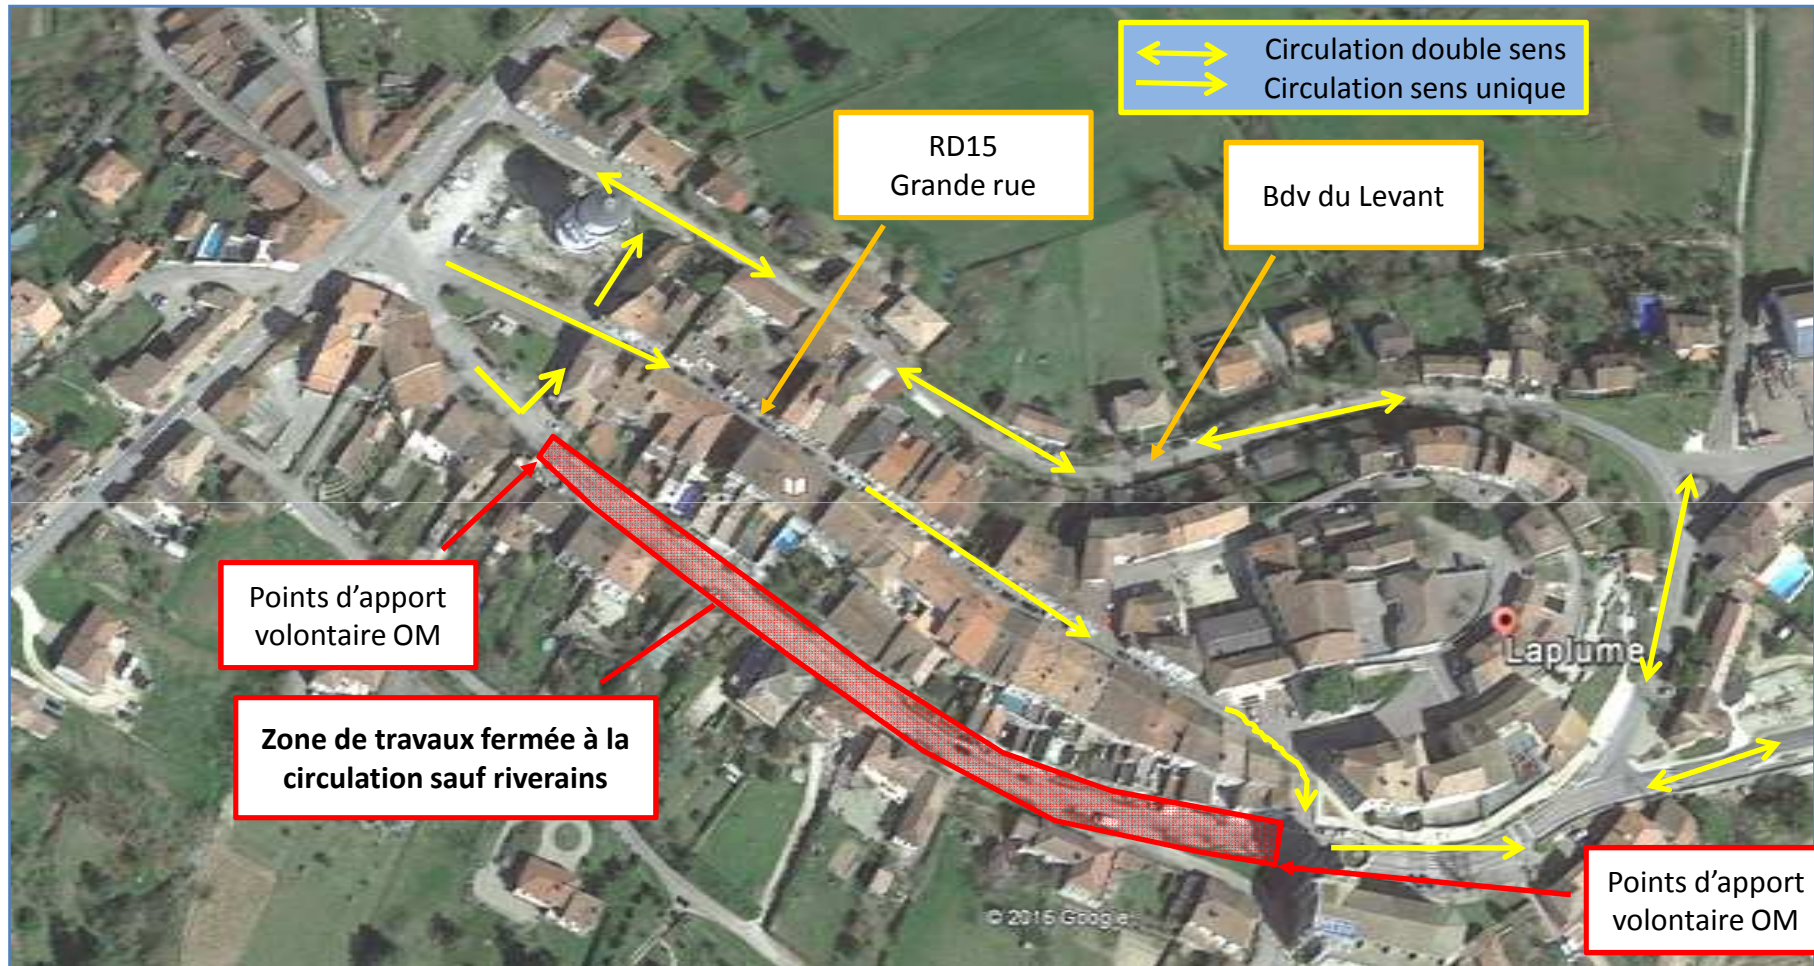 Circulation double sens
Circulation sens unique
RD15
Grande rue
Bdv du Levant
Points d’apport
volontaire OM
Laplume
Zone de travaux fermée à la
circulation sauf riverains
Points d’apport
volontaire OM
© 2016 Google